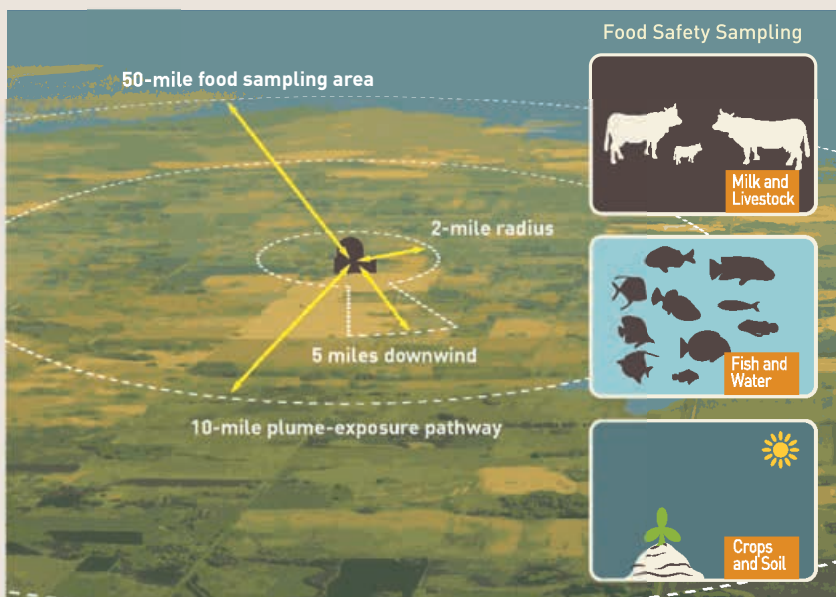 Food Safety Sampling
50-mile food sampling area
Milk and
Livestock
2-mile radius
5 miles downwind
Fish and
Water
10-mile plume-exposure pathway
Crops
and Soil